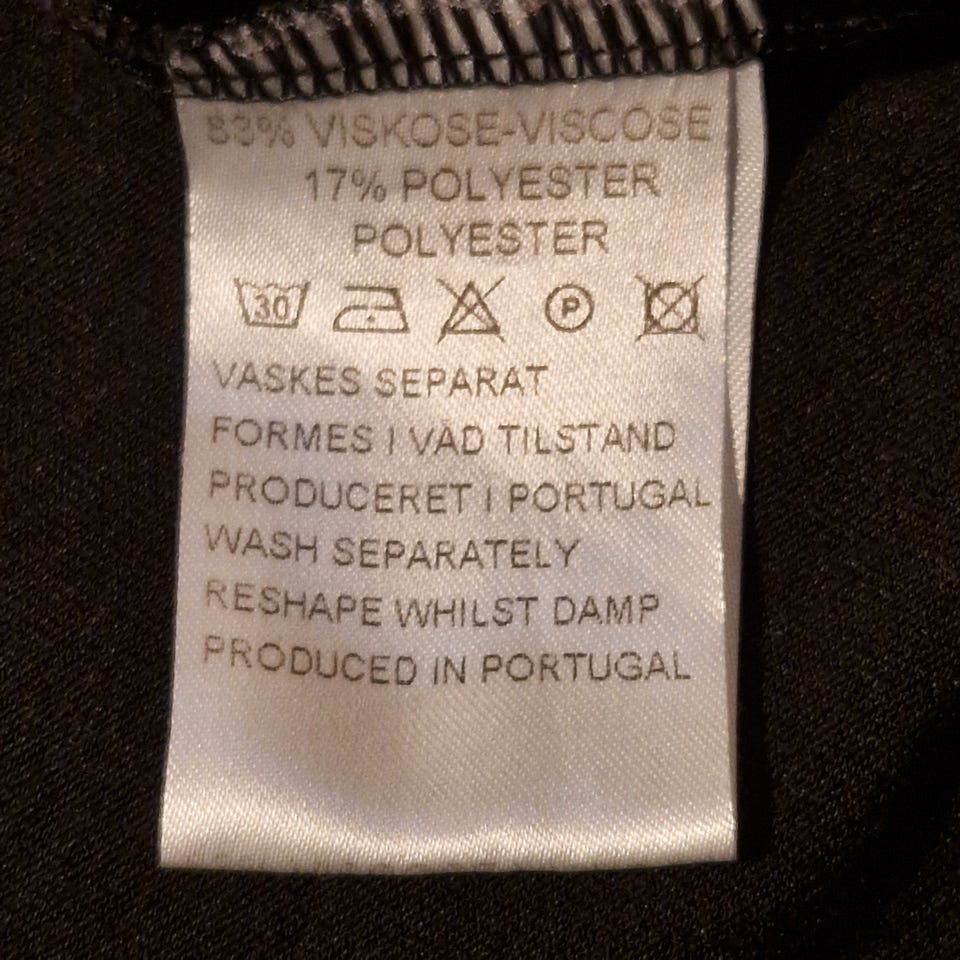 83% VISKOSE-VISCOSE
17% POLYESTER
POLYESTER
30 P
VASKES SEPARAT
FORMES I VÅD TILSTAND
PRODUCERET I PORTUGAL
WASH SEPARATELY
RESHAPE WHILST DAMP
PRODUCED IN PORTUGAL